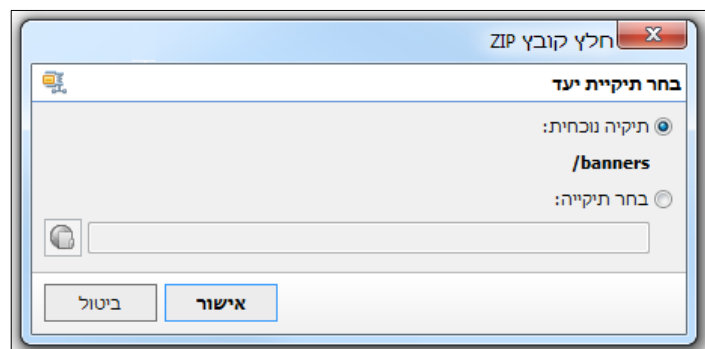 חלץ קובץ ZIP
בחר תיקיית יעד
תיקיה נוכחית:
/banners
בחר תיקייה:
אישור ביטול